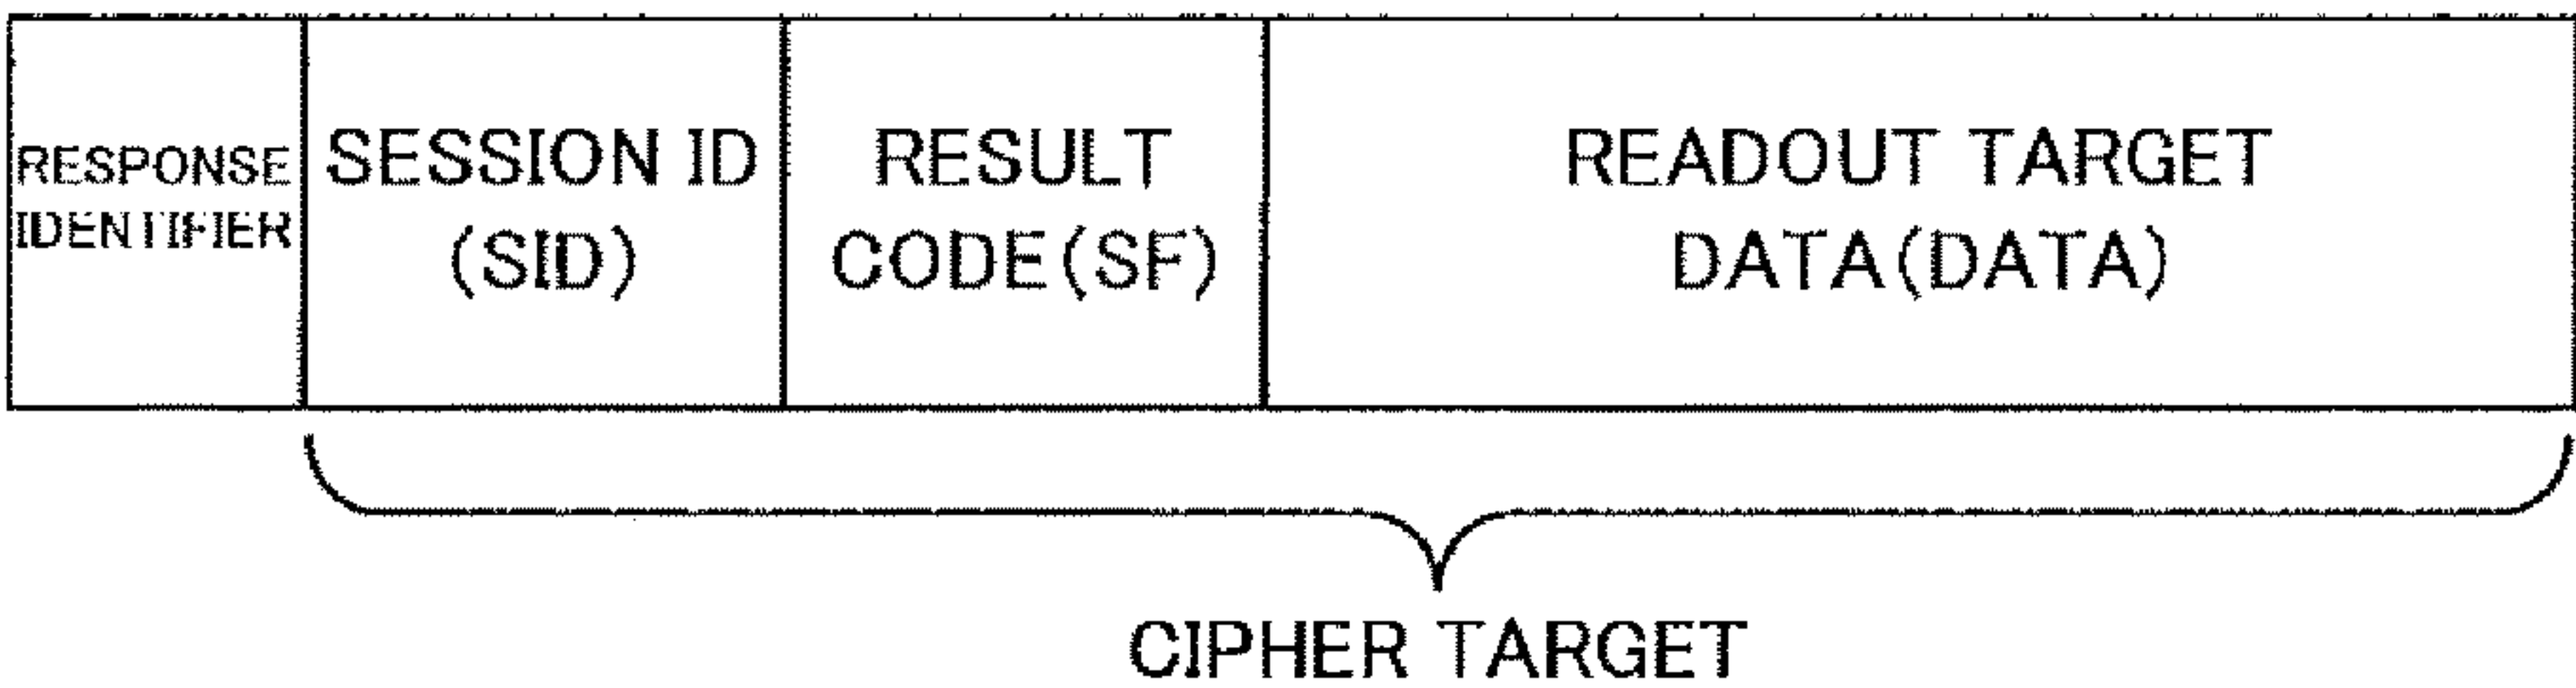 RESPONSE
IDENTIFIER
SESSION ID
(SID)
RESULT
CODE(SF)
READOUT TARGET
DATA(DATA)
CIPHER TARGET